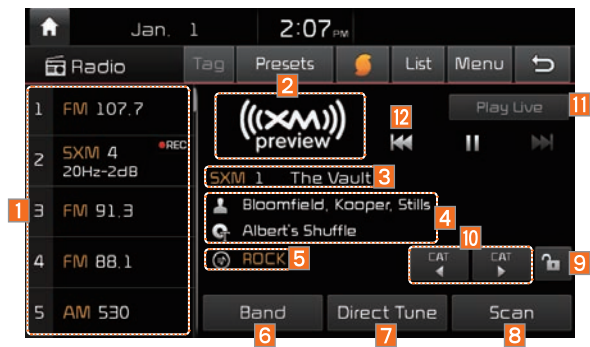 Jan. 1 2:07 PM
Radio Tag Presets List Menu
2
1 FM 107.7
2 SXM 4 REC
20Hz-2dB
3 FM 91.3
4 FM 88.1
5 AM 530
1
((XM))
preview
12
Play Live
11
SXM 1 The Vault
3
Bloomfield, Kooper, Stills
Albert's Shuffle
4
ROCK
5
10
CAT CAT
9
Band Direct Tune Scan
6 7 8